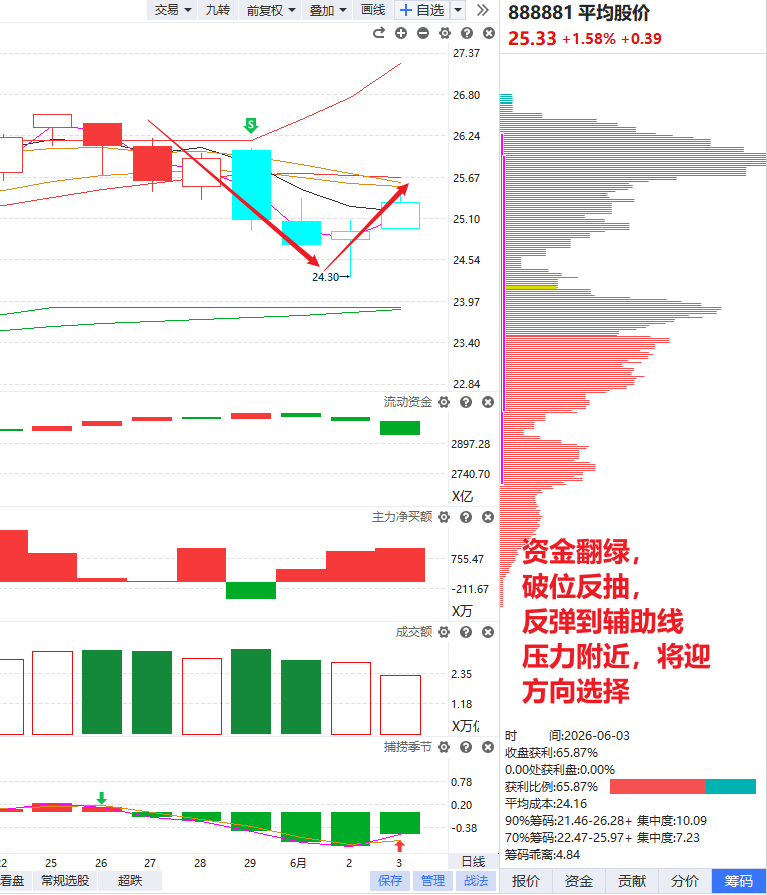 交易 九转 前复权 叠加 画线 + 自选
888881 平均股价
25.33 +1.58% +0.39
27.37
26.80
26.24
25.67
25.10
24.54
23.97
23.40
22.84
S
24.30
流动资金
2897.28
2740.70
X亿
主力净买额
755.47
-211.67
X万
成交额
2.35
1.18
X万亿
捕捞季节
0.78
0.20
-0.38
22 25 26 27 28 29 6月 2 3 日线
资金翻绿，
破位反抽，
反弹到辅助线
压力附近，将迎
方向选择
时 间:2026-06-03
收盘获利:65.87%
0.00处获利盘:0.00%
获利比例:65.87%
平均成本:24.16
90%筹码:21.46-26.28+ 集中度:10.09
70%筹码:22.47-25.97+ 集中度:7.23
筹码乖离:4.84
看盘 常规选股 超跌 保存 管理 战法
报价 资金 贡献 分价 筹码